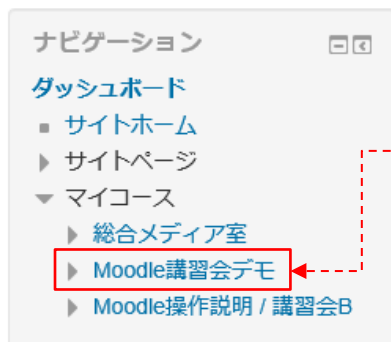 ナビゲーション
ダッシュボード
サイトホーム
サイトページ
マイコース
総合メディア室
Moodle講習会デモ
Moodle操作説明 / 講習会B